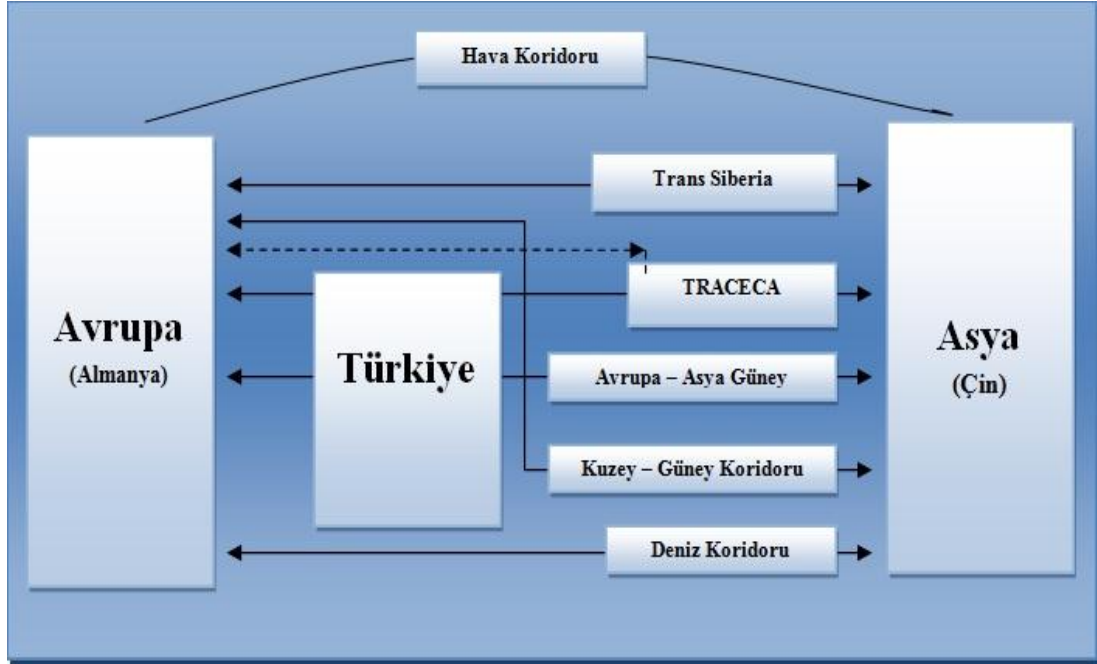 Hava Koridoru
Trans Siberia
TRACECA
Avrupa
(Almanya)
Türkiye
Asya
(Çin)
Avrupa – Asya Güney
Kuzey – Güney Koridoru
Deniz Koridoru